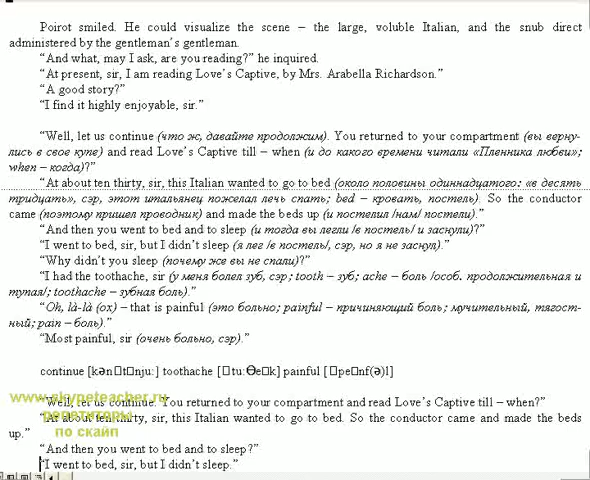 Poirot smiled. He could visualize the scene – the large, voluble Italian, and the snub direct
administered by the gentleman's gentleman.
“And what, may I ask, are you reading?” he inquired.
“At present, sir, I am reading Love's Captive, by Mrs. Arabella Richardson.”
“A good story?”
“I find it highly enjoyable, sir.”
“Well, let us continue (что ж, давайте продолжим). You returned to your compartment (вы верну-
лись в свое купе) and read Love's Captive till – when (и до какого времени читали «Пленника любви»;
when – когда)?”
“At about ten thirty, sir, this Italian wanted to go to bed (около половины одиннадцатого: «в десять
тридцать», сэр, этот итальянец пожелал лечь спать; bed – кровать, постель). So the conductor
came (поэтому пришел проводник) and made the beds up (и постелил /нам/ постели).”
“And then you went to bed and to sleep (и тогда вы легли /в постель/ и заснули)?”
“I went to bed, sir, but I didn't sleep (я лег /в постель/, сэр, но я не заснул).”
“Why didn't you sleep (почему же вы не спали)?”
“I had the toothache, sir (у меня болел зуб, сэр; tooth – зуб; ache – боль /особ. продолжительная и
тупая/; toothache – зубная боль).”
“Oh, là-là (ох) – that is painful (это больно; painful – причиняющий боль; мучительный, тягост-
ный; pain – боль).”
“Most painful, sir (очень больно, сэр).”
continue [kən□t□nju:] toothache [□tu:Ɵe□k] painful [□pe□nf(ə)l]
“Well, let us continue. You returned to your compartment and read Love's Captive till – when?”
“At about ten thirty, sir, this Italian wanted to go to bed. So the conductor came and made the beds
up.”
“And then you went to bed and to sleep?”
“I went to bed, sir, but I didn't sleep.”
www.skypeteacher.ru
репетиторы
по скайп